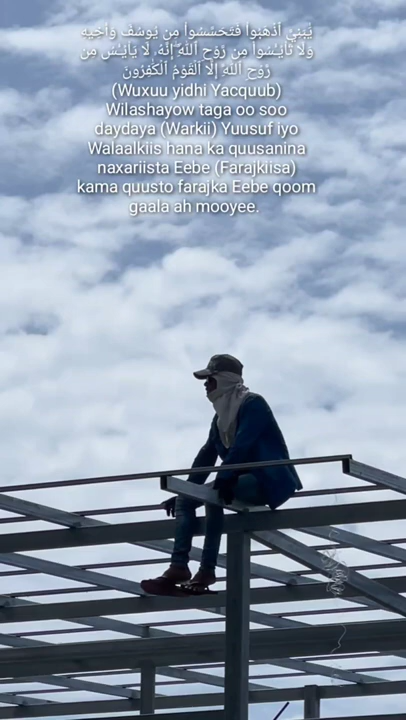 يَٰبَنِيَّ ٱذۡهَبُواْ فَتَحَسَّسُواْ مِن يُوسُفَ وَأَخِيهِ
وَلَا تَاْيۡـَٔسُواْ مِن رَّوۡحِ ٱللَّهِۖ إِنَّهُۥ لَا يَاْيۡـَٔسُ مِن
رَّوۡحِ ٱللَّهِ إِلَّا ٱلۡقَوۡمُ ٱلۡكَٰفِرُونَ
(Wuxuu yidhi Yacquub)
Wilashayow taga oo soo
daydaya (Warkii) Yuusuf iyo
Walaalkiis hana ka quusanina
naxariista Eebe (Farajkiisa)
kama quusto farajka Eebe qoom
gaala ah mooyee.